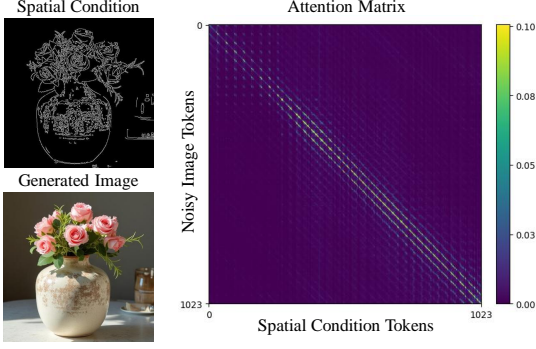 Spatial Condition
Generated Image
Attention Matrix
Noisy Image Tokens
0
1023
0
1023
Spatial Condition Tokens
0.10
0.08
0.05
0.03
0.00